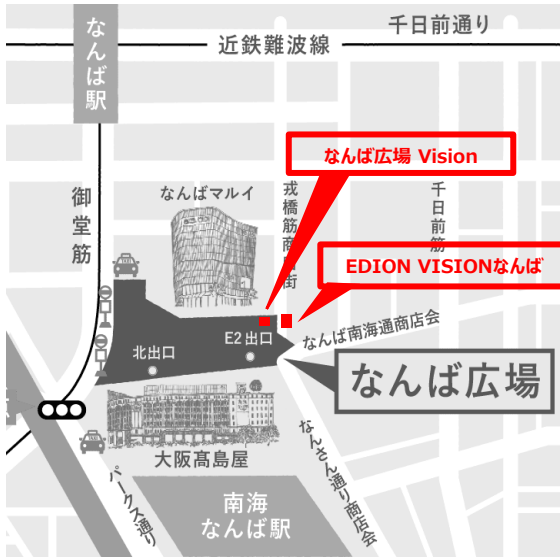 千日前通り
近鉄難波線
なんば駅
なんば広場 Vision
御堂筋
なんばマルイ
戎橋筋商
街
千日前筋
EDION VISIONなんば
なんば南海通商店会
E2出口
北出口
なんば広場
大阪髙島屋
なんさん通り商店会
パークス通り
南海
なんば駅